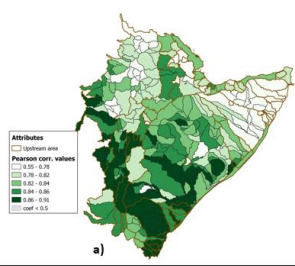 Attributes
Upstream area
Pearson corr. values
0.55 - 0.78
0.78 - 0.82
0.82 - 0.84
0.84 - 0.86
0.86 - 0.91
coef < 0.5
a)